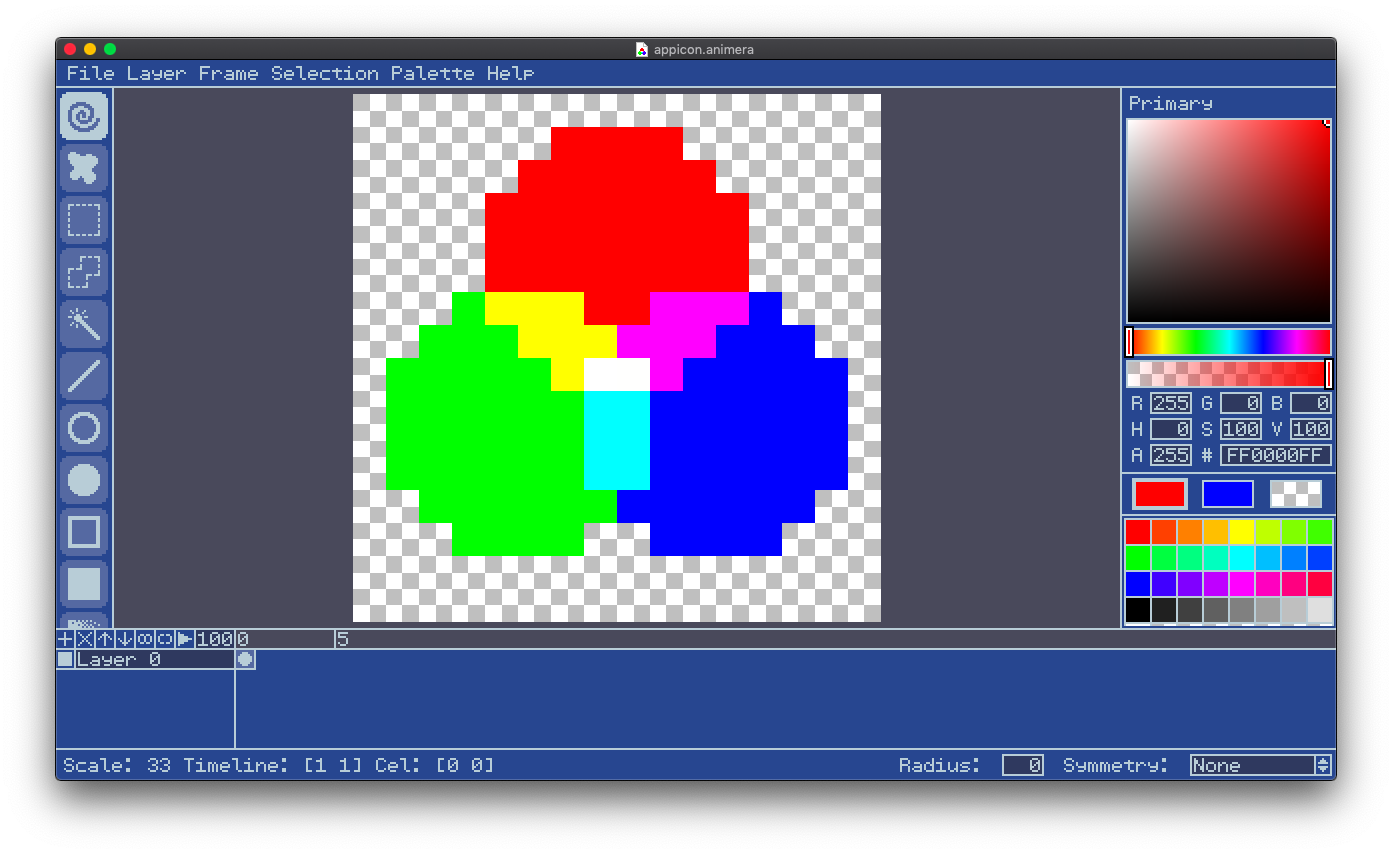 appicon.animera
File Layer Frame Selection Palette Help
Primary
R 255 G 0 B 0
H 0 S 100 V 100
A 255 # FF0000FF
100 0 5
Layer 0
Scale: 33 Timeline: [1 1] Cel: [0 0] Radius: 0 Symmetry: None